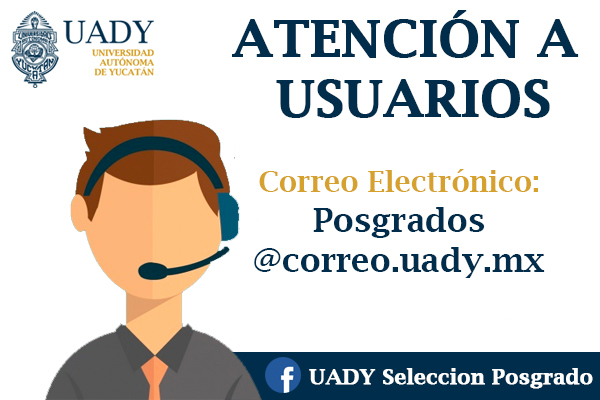 UADY
UNIVERSIDAD
AUTÓNOMA
DE YUCATÁN
ATENCIÓN A
USUARIOS
Correo Electrónico:
Posgrados
@correo.uady.mx
f UADY Seleccion Posgrado